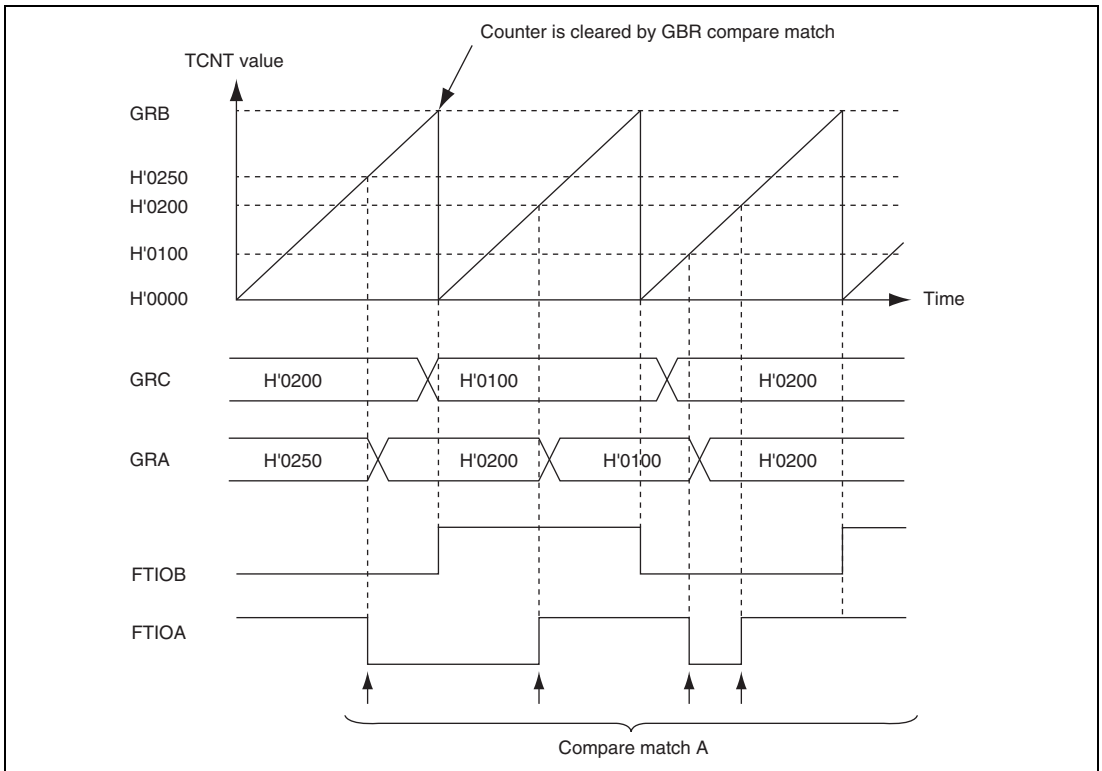 Counter is cleared by GBR compare match
TCNT value
GRB
H'0250
H'0200
H'0100
H'0000
Time
GRC
H'0200
H'0100
H'0200
GRA
H'0250
H'0200
H'0100
H'0200
FTIOB
FTIOA
Compare match A